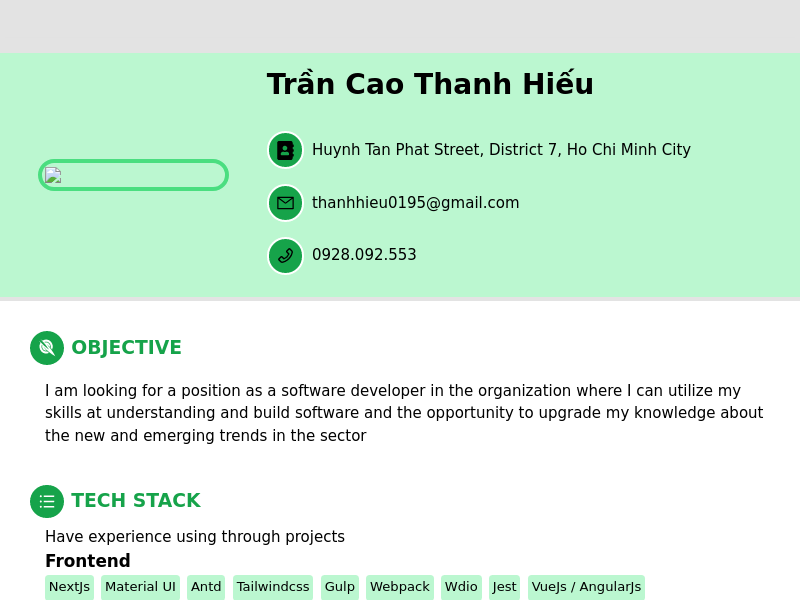 Trần Cao Thanh Hiếu
Huynh Tan Phat Street, District 7, Ho Chi Minh City
thanhhieu0195@gmail.com
0928.092.553
OBJECTIVE
I am looking for a position as a software developer in the organization where I can utilize my
skills at understanding and build software and the opportunity to upgrade my knowledge about
the new and emerging trends in the sector
TECH STACK
Have experience using through projects
Frontend
NextJs Material UI Antd Tailwindcss Gulp Webpack Wdio Jest VueJs / AngularJs